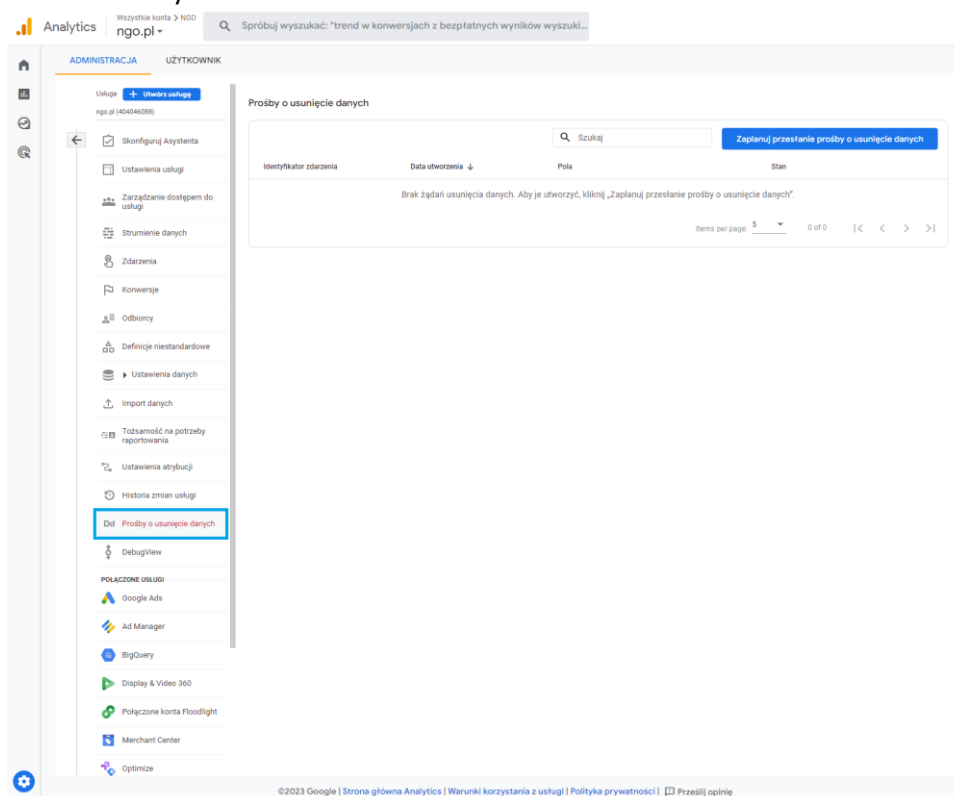 Analytics
Wszystkie konta > NGO
ngo.pl
Spróbuj wyszukać: "trend w konwersjach z bezpłatnych wyników wyszuki...
ADMINISTRACJA
UŻYTKOWNIK
Usługa
+ Utwórz usługę
ngo.pl (404046088)
Skonfiguruj Asystenta
Ustawienia usługi
Zarządzanie dostępem do
usługi
Strumienie danych
Zdarzenia
Konwersje
Odbiorcy
Definicje niestandardowe
Ustawienia danych
Import danych
Tożsamość na potrzeby
raportowania
Ustawienia atrybucji
Historia zmian usługi
Dd Prośby o usunięcie danych
DebugView
POŁĄCZONE USŁUGI
Google Ads
Ad Manager
BigQuery
Display & Video 360
Połączone konta Floodlight
Merchant Center
Optimize
Prośby o usunięcie danych
Szukaj
Zaplanuj przesłanie prośby o usunięcie danych
Identyfikator zdarzenia
Data utworzenia ↓
Pola
Stan
Brak żądań usunięcia danych. Aby je utworzyć, kliknij „Zaplanuj przesłanie prośby o usunięcie danych”.
Items per page: 5
0 of 0
©2023 Google | Strona główna Analytics | Warunki korzystania z usługi | Polityka prywatności | Prześlij opinię